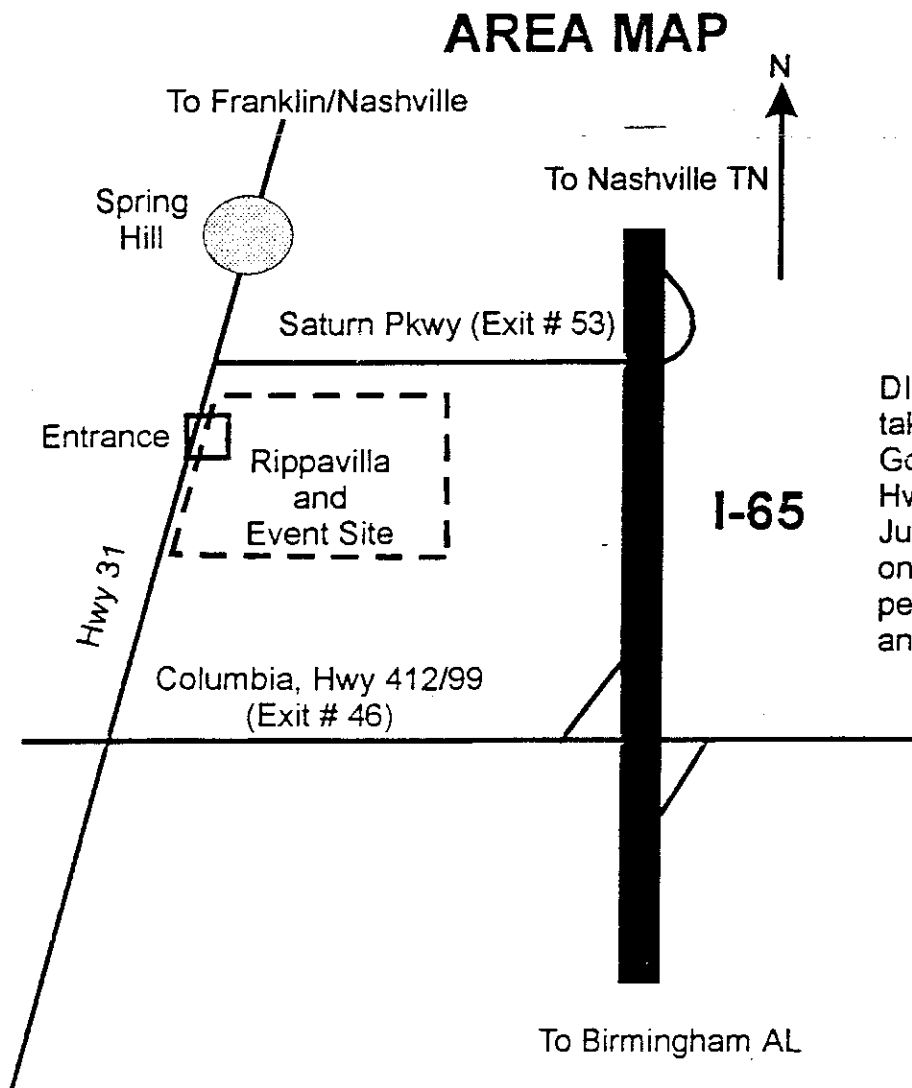 AREA MAP
N
To Franklin/Nashville
To Nashville TN
Spring
Hill
Saturn Pkwy (Exit # 53)
Entrance
Rippavilla
and
Event Site
I-65
Hwy 31
Columbia, Hwy 412/99
(Exit # 46)
To Birmingham AL
DI
tak
Go
Hw
Ju
on
pe
an